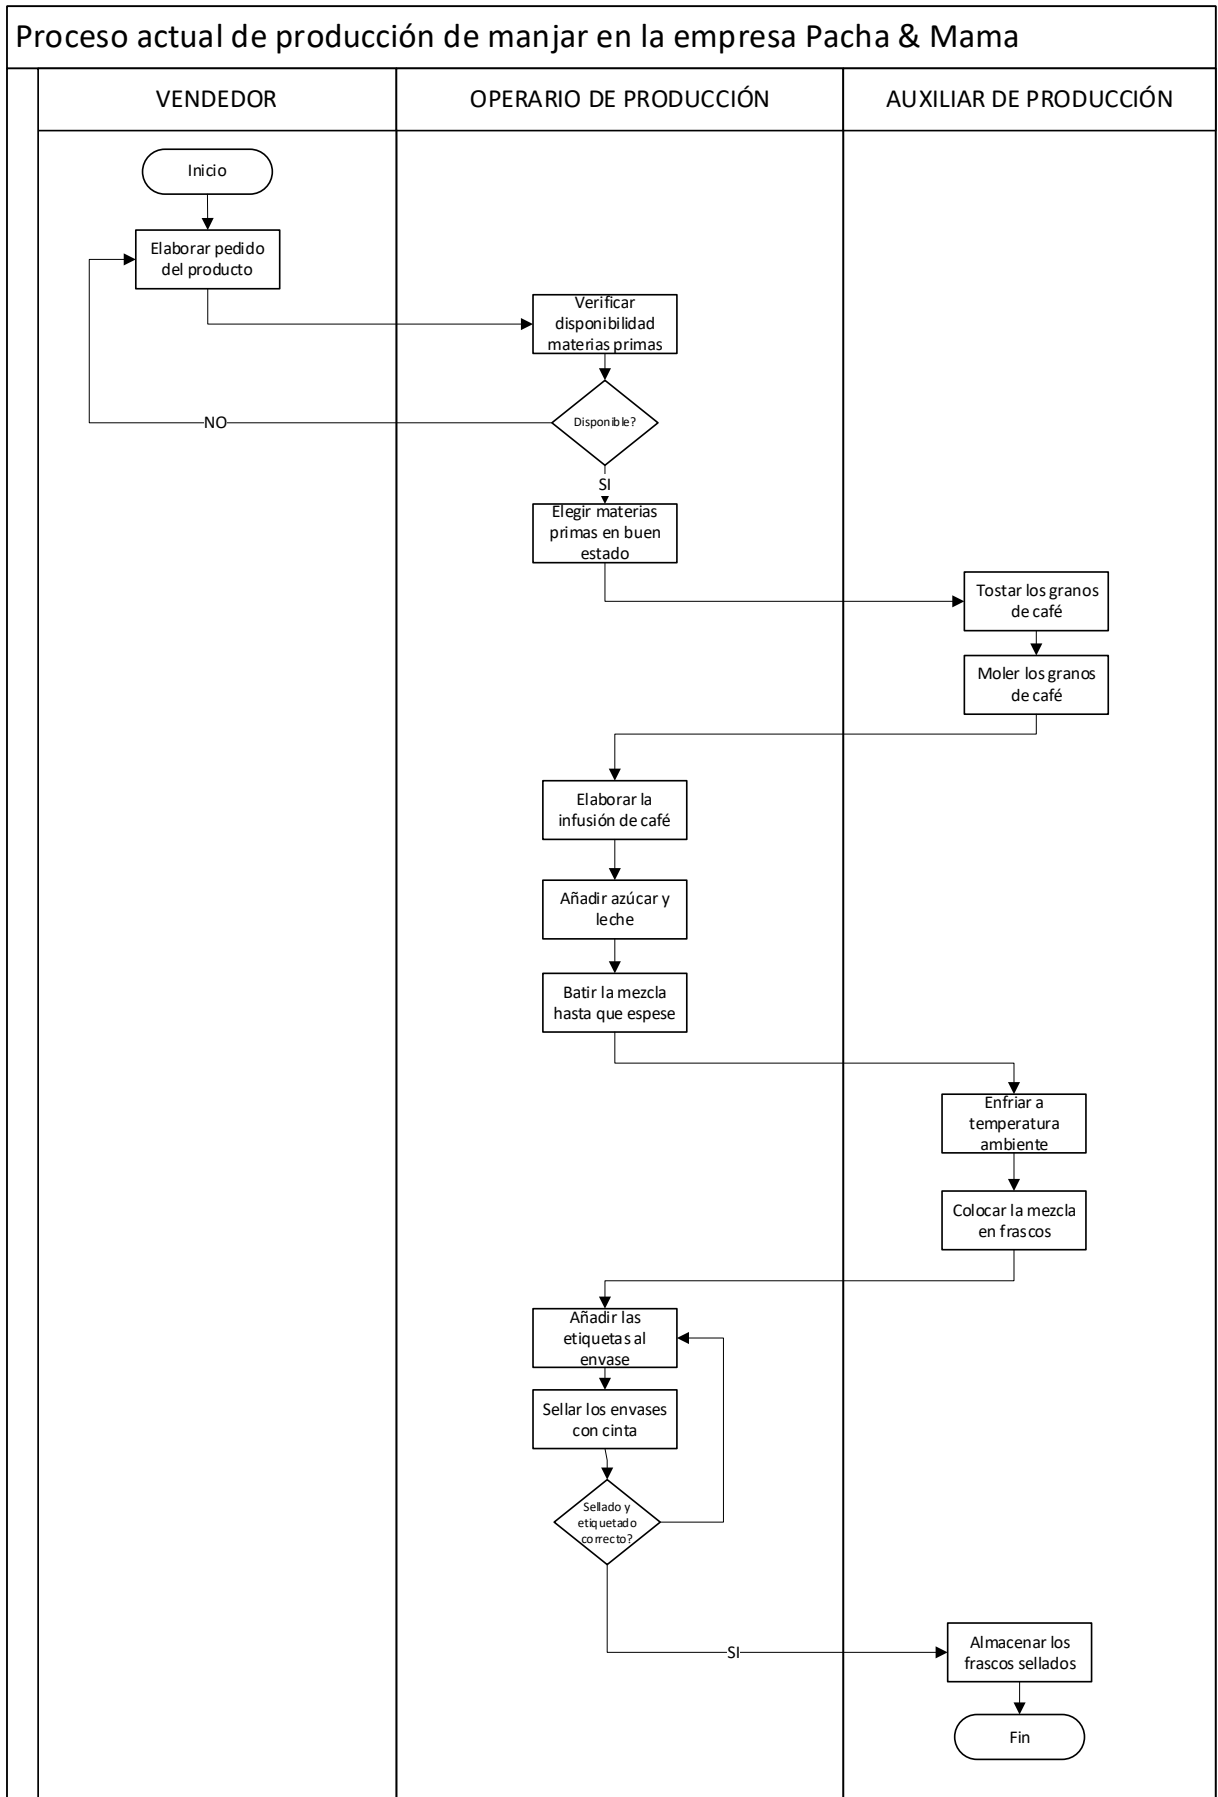 Proceso actual de producción de manjar en la empresa Pacha & Mama
VENDEDOR
OPERARIO DE PRODUCCIÓN
AUXILIAR DE PRODUCCIÓN
Inicio
Elaborar pedido
del producto
Verificar
disponibilidad
materias primas
Disponible?
NO
SI
Elegir materias
primas en buen
estado
Tostar los granos
de café
Moler los granos
de café
Elaborar la
infusión de café
Añadir azúcar y
leche
Batir la mezcla
hasta que espese
Enfriar a
temperatura
ambiente
Colocar la mezcla
en frascos
Añadir las
etiquetas al
envase
Sellar los envases
con cinta
Sellado y
etiquetado
correcto?
SI
Almacenar los
frascos sellados
Fin